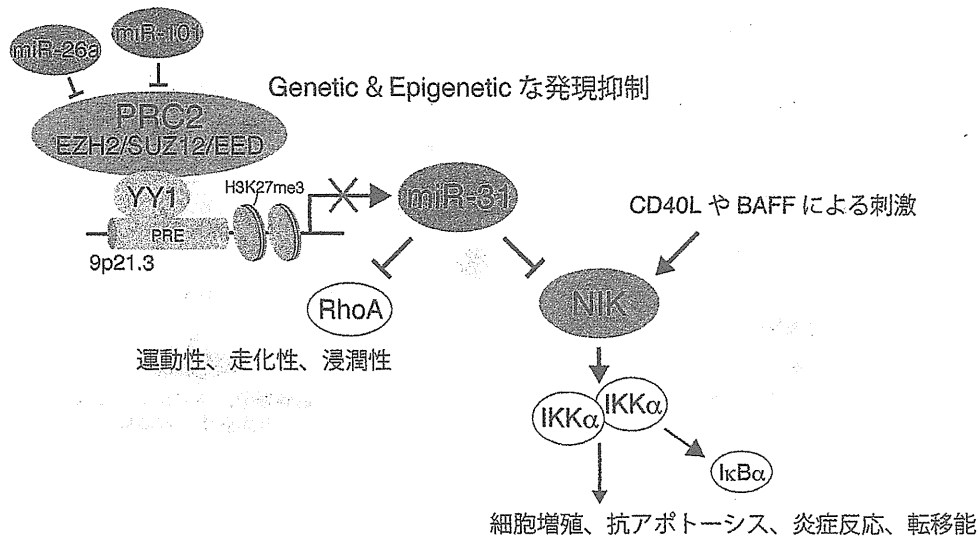 miR-26a
miR-101
Genetic & Epigenetic な発現抑制
PRC2
EZH2/SUZ12/EED
YY1
H3K27me3
miR-31
PRE
9p21.3
CD40L や BAFF による刺激
RhoA
NIK
運動性、走化性、浸潤性
IKKα
IKKα
IκBα
細胞増殖、抗アポトーシス、炎症反応、転移能